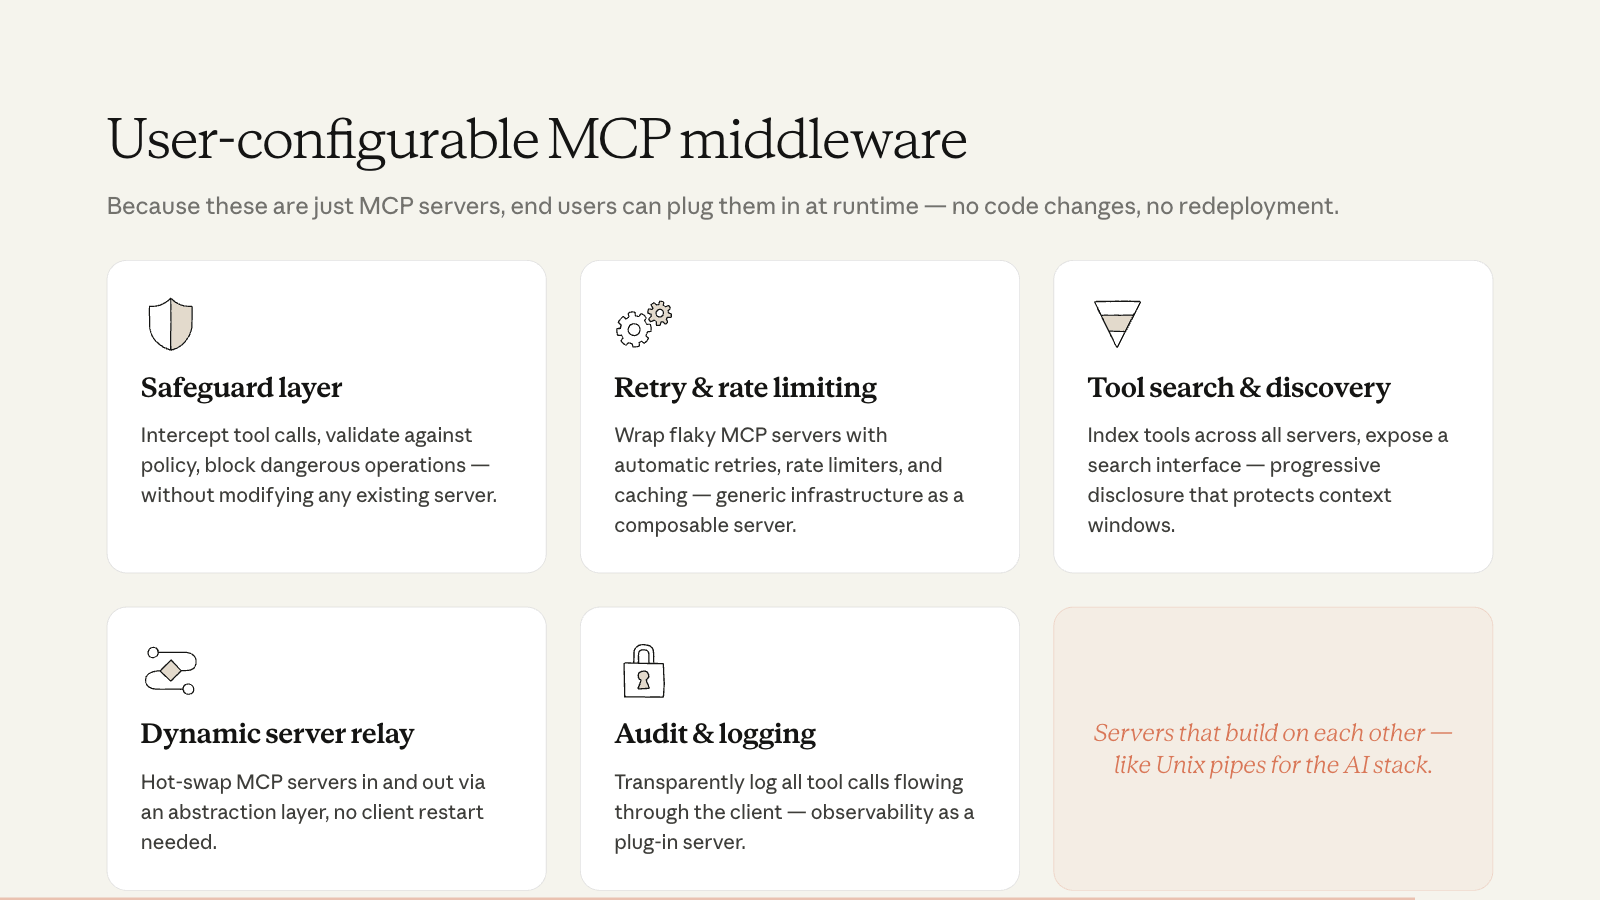 User-configurable MCP middleware
Because these are just MCP servers, end users can plug them in at runtime — no code changes, no redeployment.
Safeguard layer
Intercept tool calls, validate against
policy, block dangerous operations —
without modifying any existing server.
Retry & rate limiting
Wrap flaky MCP servers with
automatic retries, rate limiters, and
caching — generic infrastructure as a
composable server.
Tool search & discovery
Index tools across all servers, expose a
search interface — progressive
disclosure that protects context
windows.
Dynamic server relay
Hot-swap MCP servers in and out via
an abstraction layer, no client restart
needed.
Audit & logging
Transparently log all tool calls flowing
through the client — observability as a
plug-in server.
Servers that build on each other —
like Unix pipes for the AI stack.